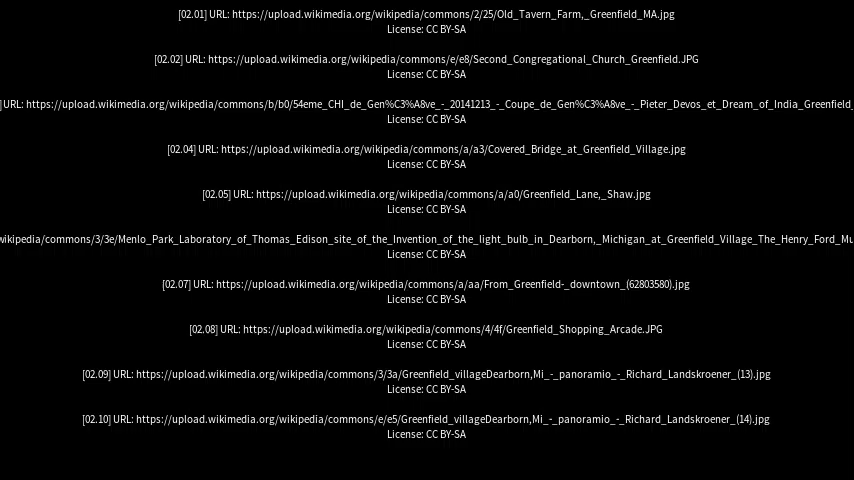 [02.01] URL: https://upload.wikimedia.org/wikipedia/commons/2/25/Old_Tavern_Farm,_Greenfield_MA.jpg
License: CC BY-SA
[02.02] URL: https://upload.wikimedia.org/wikipedia/commons/e/e8/Second_Congregational_Church_Greenfield.JPG
License: CC BY-SA
]URL: https://upload.wikimedia.org/wikipedia/commons/b/b0/54eme_CHI_de_Gen%C3%A8ve_-_20141213_-_Coupe_de_Gen%C3%A8ve_-_Pieter_Devos_et_Dream_of_India_Greenfield_
License: CC BY-SA
[02.04] URL: https://upload.wikimedia.org/wikipedia/commons/a/a3/Covered_Bridge_at_Greenfield_Village.jpg
License: CC BY-SA
[02.05] URL: https://upload.wikimedia.org/wikipedia/commons/a/a0/Greenfield_Lane,_Shaw.jpg
License: CC BY-SA
wikipedia/commons/3/3e/Menlo_Park_Laboratory_of_Thomas_Edison_site_of_the_Invention_of_the_light_bulb_in_Dearborn,_Michigan_at_Greenfield_Village_The_Henry_Ford_Mu
License: CC BY-SA
[02.07] URL: https://upload.wikimedia.org/wikipedia/commons/a/aa/From_Greenfield-_downtown_(62803580).jpg
License: CC BY-SA
[02.08] URL: https://upload.wikimedia.org/wikipedia/commons/4/4f/Greenfield_Shopping_Arcade.JPG
License: CC BY-SA
[02.09] URL: https://upload.wikimedia.org/wikipedia/commons/3/3a/Greenfield_villageDearborn,Mi_-_panoramio_-_Richard_Landskroener_(13).jpg
License: CC BY-SA
[02.10] URL: https://upload.wikimedia.org/wikipedia/commons/e/e5/Greenfield_villageDearborn,Mi_-_panoramio_-_Richard_Landskroener_(14).jpg
License: CC BY-SA